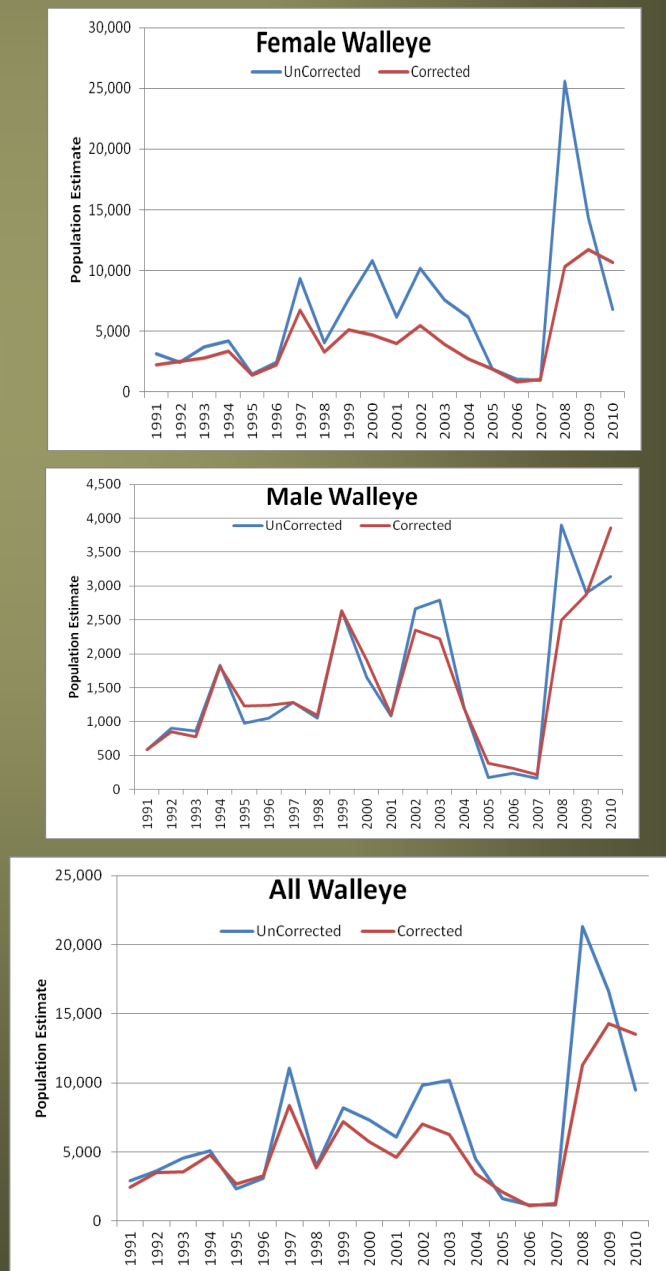 Female Walleye
UnCorrected Corrected
Population Estimate
30,000
25,000
20,000
15,000
10,000
5,000
0
1991 1992 1993 1994 1995 1996 1997 1998 1999 2000 2001 2002 2003 2004 2005 2006 2007 2008 2009 2010
Male Walleye
UnCorrected Corrected
Population Estimate
4,500
4,000
3,500
3,000
2,500
2,000
1,500
1,000
500
0
1991 1992 1993 1994 1995 1996 1997 1998 1999 2000 2001 2002 2003 2004 2005 2006 2007 2008 2009 2010
All Walleye
UnCorrected Corrected
Population Estimate
25,000
20,000
15,000
10,000
5,000
0
1991 1992 1993 1994 1995 1996 1997 1998 1999 2000 2001 2002 2003 2004 2005 2006 2007 2008 2009 2010